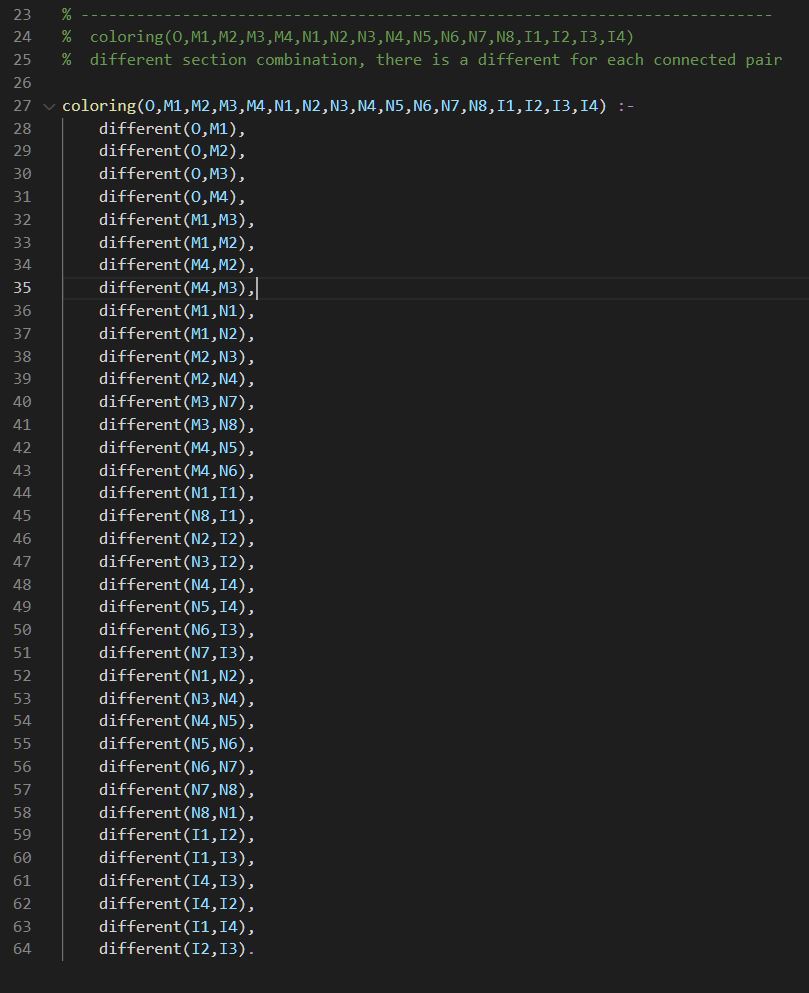 23 % --------------------------------------------------------------------------
24 % coloring(O,M1,M2,M3,M4,N1,N2,N3,N4,N5,N6,N7,N8,I1,I2,I3,I4)
25 % different section combination, there is a different for each connected pair
26
27 coloring(O,M1,M2,M3,M4,N1,N2,N3,N4,N5,N6,N7,N8,I1,I2,I3,I4) :-
28 different(O,M1),
29 different(O,M2),
30 different(O,M3),
31 different(O,M4),
32 different(M1,M3),
33 different(M1,M2),
34 different(M4,M2),
35 different(M4,M3),
36 different(M1,N1),
37 different(M1,N2),
38 different(M2,N3),
39 different(M2,N4),
40 different(M3,N7),
41 different(M3,N8),
42 different(M4,N5),
43 different(M4,N6),
44 different(N1,I1),
45 different(N8,I1),
46 different(N2,I2),
47 different(N3,I2),
48 different(N4,I4),
49 different(N5,I4),
50 different(N6,I3),
51 different(N7,I3),
52 different(N1,N2),
53 different(N3,N4),
54 different(N4,N5),
55 different(N5,N6),
56 different(N6,N7),
57 different(N7,N8),
58 different(N8,N1),
59 different(I1,I2),
60 different(I1,I3),
61 different(I4,I3),
62 different(I4,I2),
63 different(I1,I4),
64 different(I2,I3).